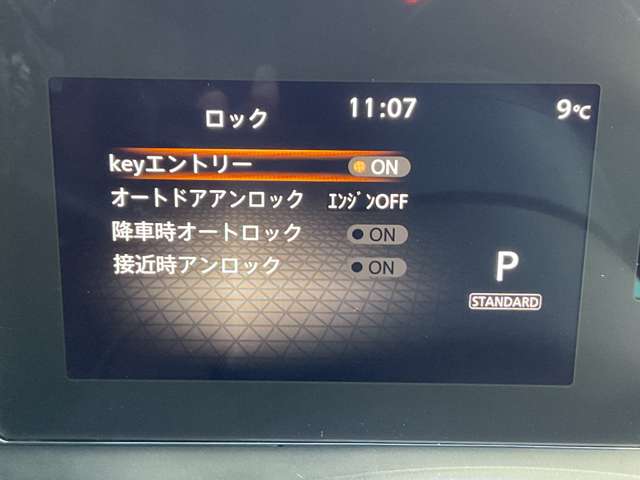 ロック 11:07 9℃
keyエントリー ON
オートドアアンロック ｴﾝｼﾞﾝOFF
降車時オートロック ON
接近時アンロック ON
P
STANDARD